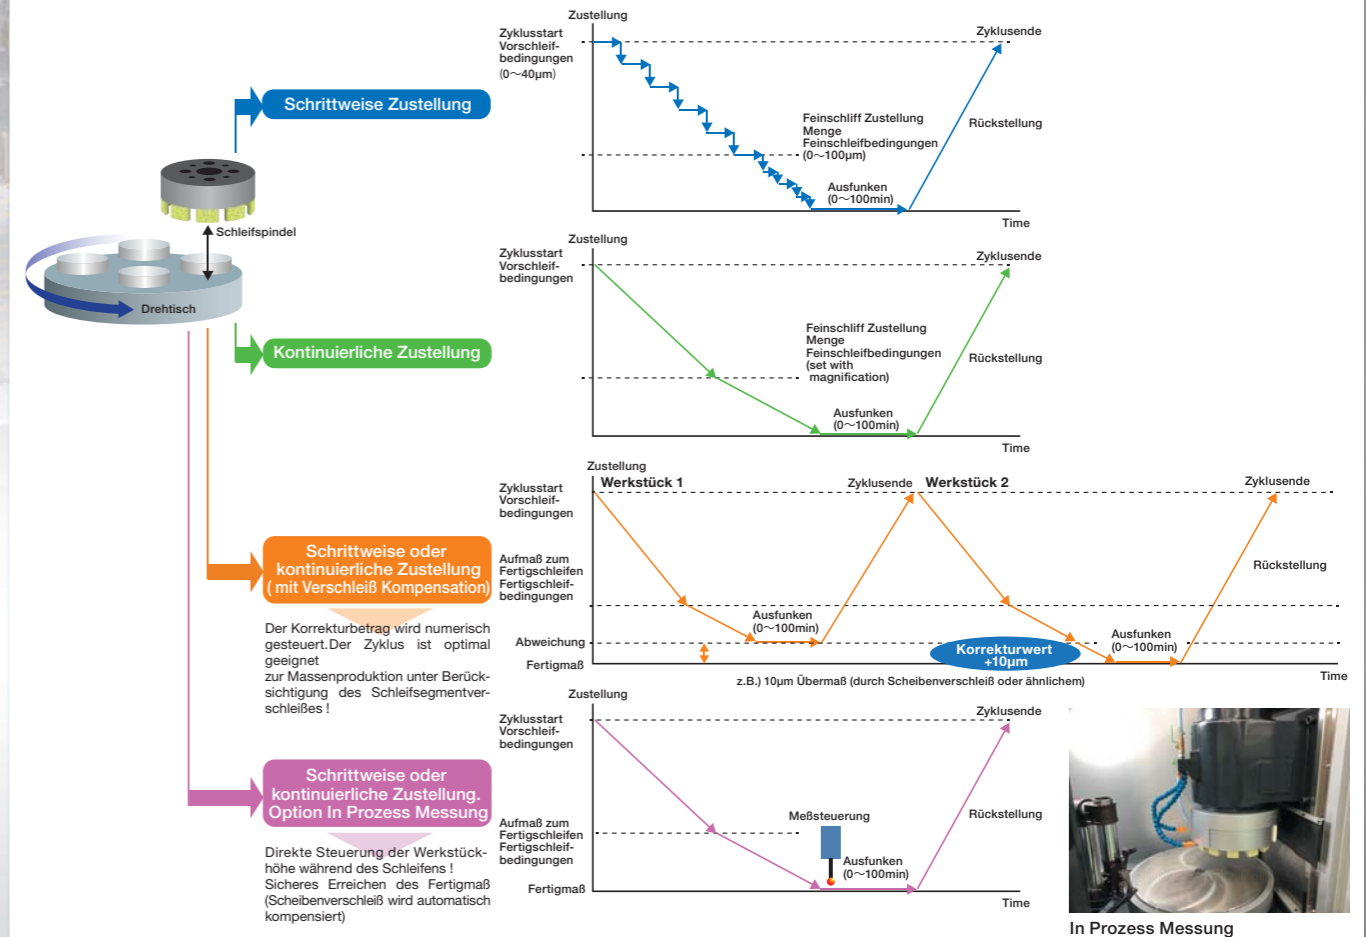 Zustellung
Zyklusstart
Vorschleif-
bedingungen
(0〜40µm)
Zyklusende
Schrittweise Zustellung
Feinschliff Zustellung
Menge
Feinschleifbedingungen
(0〜100µm)
Rückstellung
Ausfunken
(0〜100min)
Time
Schleifspindel
Drehtisch
Zustellung
Zyklusstart
Vorschleif-
bedingungen
Zyklusende
Kontinuierliche Zustellung
Feinschliff Zustellung
Menge
Feinschleifbedingungen
(set with
magnification)
Rückstellung
Ausfunken
(0〜100min)
Time
Zustellung
Zyklusstart
Vorschleif-
bedingungen
Werkstück 1
Zyklusende
Werkstück 2
Zyklusende
Schrittweise oder
kontinuierliche Zustellung
( mit Verschleiß Kompensation)
Aufmaß zum
Fertigschleifen
Fertigschleif-
bedingungen
Rückstellung
Ausfunken
(0〜100min)
Ausfunken
(0〜100min)
Abweichung
Fertigmaß
Korrekturwert
+10µm
Time
z.B.) 10µm Übermaß (durch Scheibenverschleiß oder ähnlichem)
Der Korrekturbetrag wird numerisch
gesteuert.Der Zyklus ist optimal
geeignet
zur Massenproduktion unter Berück-
sichtigung des Schleifsegmentver-
schleißes !
Zustellung
Zyklusstart
Vorschleif-
bedingungen
Zyklusende
Schrittweise oder
kontinuierliche Zustellung.
Option In Prozess Messung
Aufmaß zum
Fertigschleifen
Fertigschleif-
bedingungen
Meßsteuerung
Rückstellung
Ausfunken
(0〜100min)
Fertigmaß
Time
Direkte Steuerung der Werkstück-
höhe während des Schleifens !
Sicheres Erreichen des Fertigmaß
(Scheibenverschleiß wird automatisch
kompensiert)
In Prozess Messung